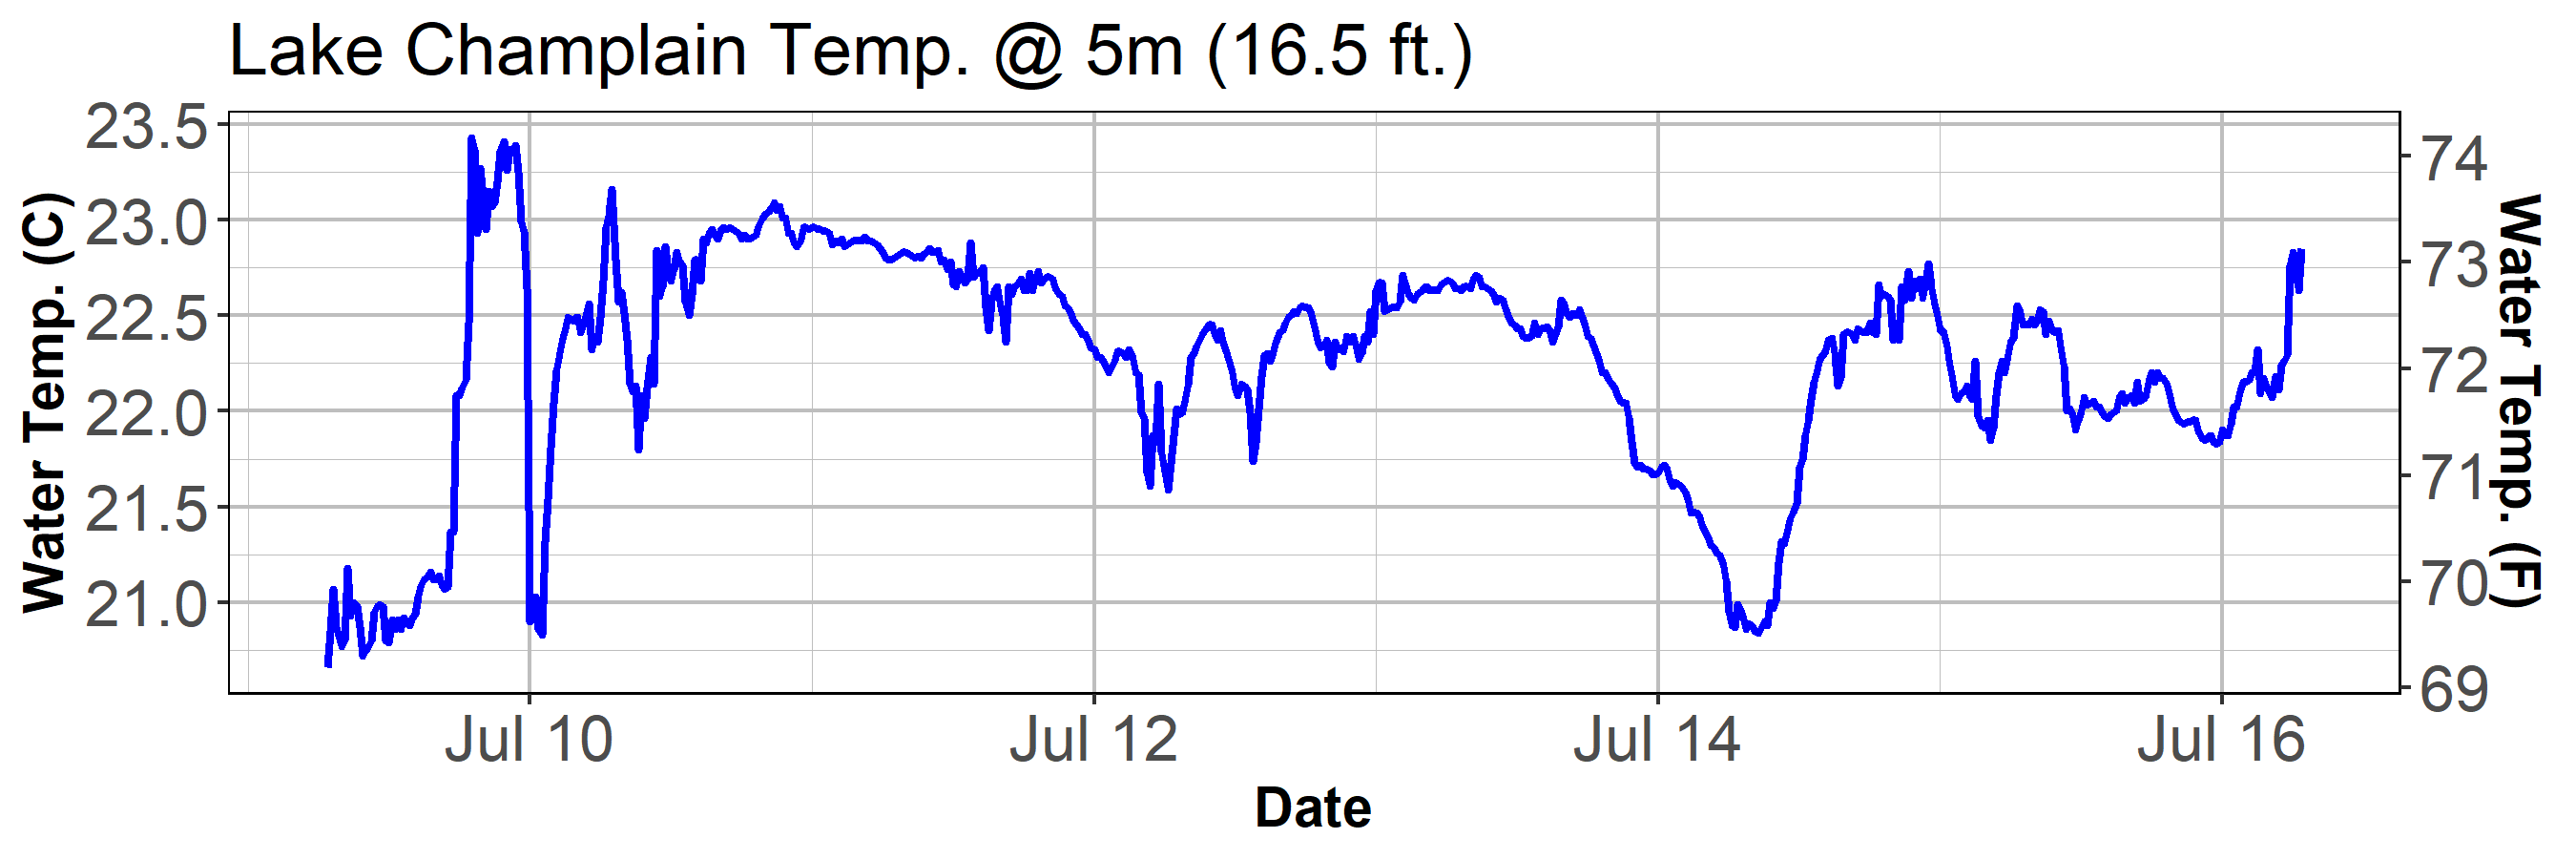 Lake Champlain Temp. @ 5m (16.5 ft.)
Water Temp. (C)
23.5
23.0
22.5
22.0
21.5
21.0
74
73
72
71
70
69
Water Temp. (F)
Jul 10
Jul 12
Jul 14
Jul 16
Date